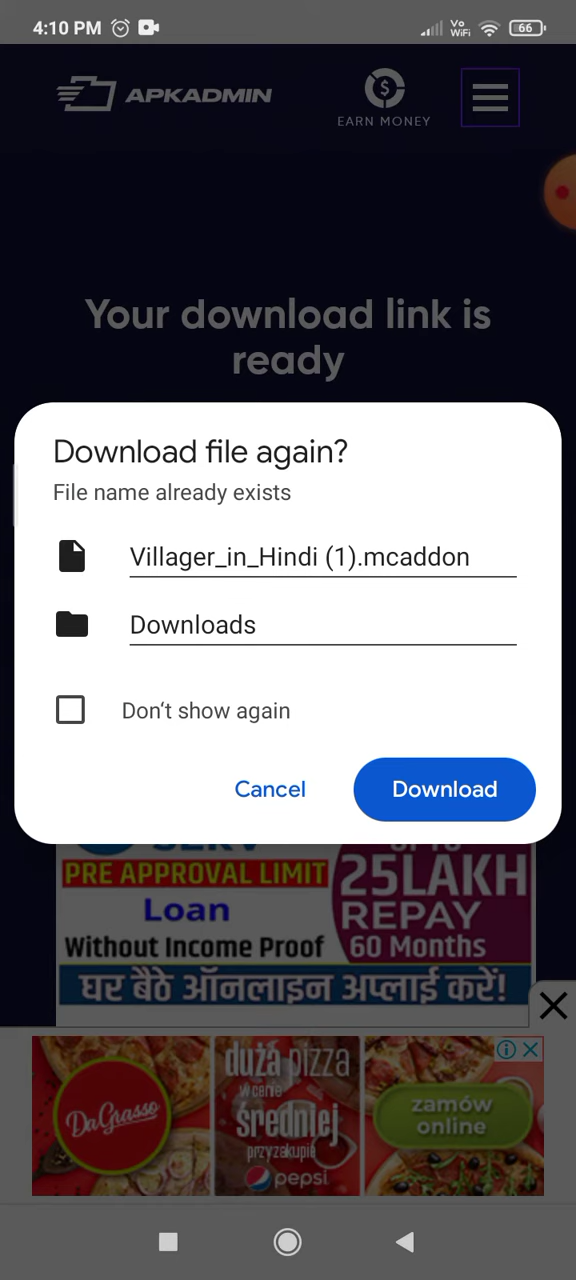 4:10 PM
Vo
WiFi
66
APKADMIN
EARN MONEY
Your download link is
ready
Download file again?
File name already exists
Villager_in_Hindi (1).mcaddon
Downloads
Don't show again
Cancel
Download
PRE APPROVAL LIMIT
25LAKH
Loan
REPAY
Without Income Proof
60 Months
घर बैठे ऑनलाइन अप्लाई करें!
DaGrasso
duża pizza
w cenie
średniej
przy zakupie
pepsi
zamów
online